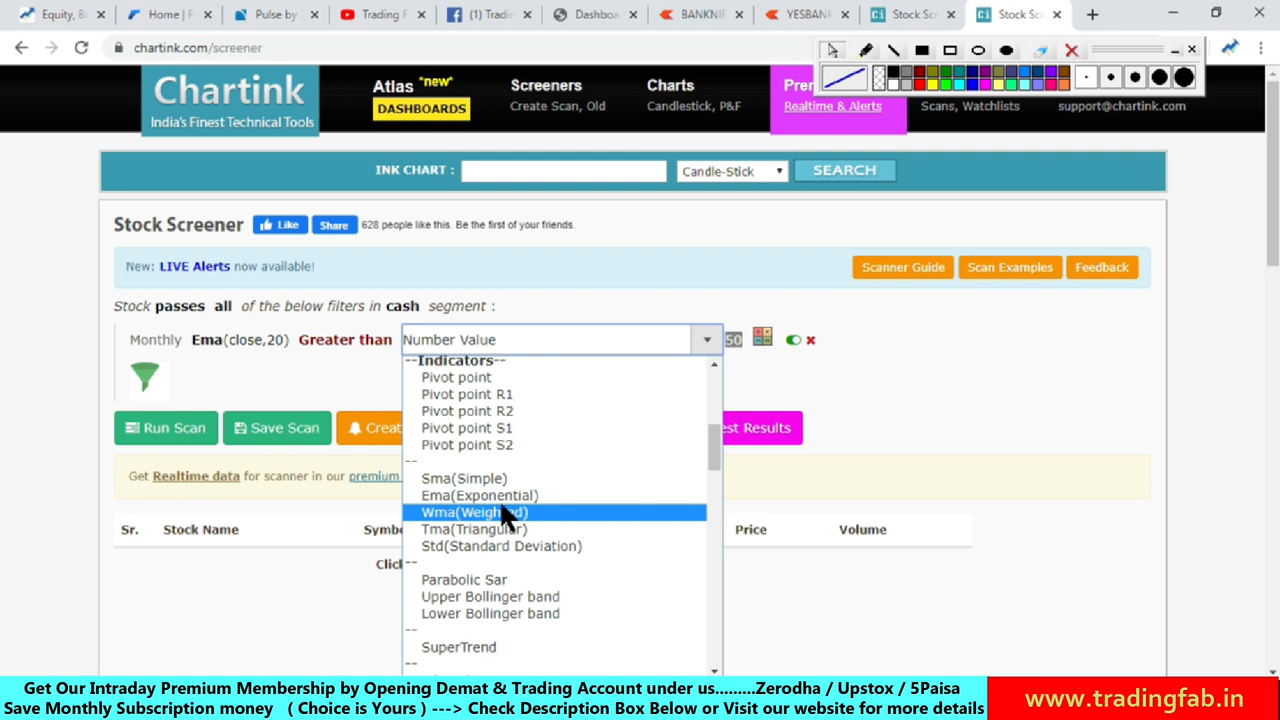 Equity, B
Home | F
Pulse by
Trading F
(1) Tradin
Dashboa
BANKNIF
YESBANK
Stock Scr
Stock Scr
chartink.com/screener
Chartink
India's Finest Technical Tools
Atlas *new*
DASHBOARDS
Screeners
Create Scan, Old
Charts
Candlestick, P&F
Realtime & Alerts
Scans, Watchlists
support@chartink.com
INK CHART :
Candle-Stick
SEARCH
Stock Screener
Like
Share
628 people like this. Be the first of your friends.
New: LIVE Alerts now available!
Scanner Guide
Scan Examples
Feedback
Stock passes all of the below filters in cash segment :
Monthly Ema(close,20) Greater than
Number Value
50
--Indicators--
Pivot point
Pivot point R1
Pivot point R2
Pivot point S1
Pivot point S2
--
Sma(Simple)
Ema(Exponential)
Wma(Weighted)
Tma(Triangular)
Std(Standard Deviation)
--
Parabolic Sar
Upper Bollinger band
Lower Bollinger band
--
SuperTrend
--
Run Scan
Save Scan
Creat
est Results
Get Realtime data for scanner in our premium
Sr.
Stock Name
Symbo
Price
Volume
Click
Get Our Intraday Premium Membership by Opening Demat & Trading Account under us.........Zerodha / Upstox / 5Paisa
Save Monthly Subscription money ( Choice is Yours ) ---> Check Description Box Below or Visit our website for more details
www.tradingfab.in